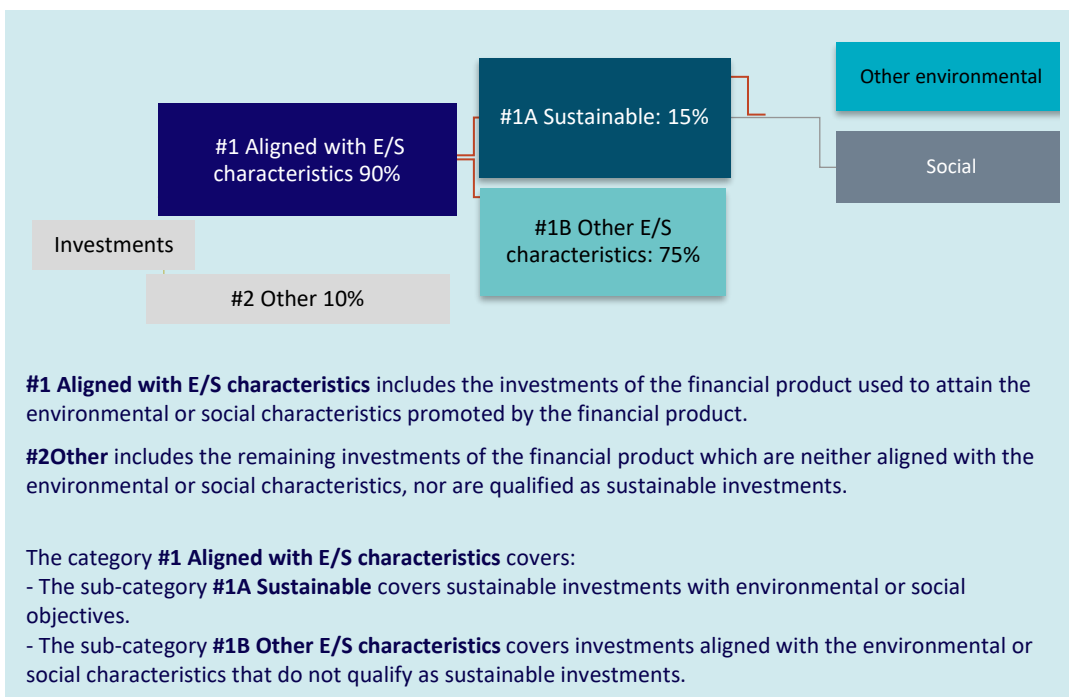 Other environmental
#1A Sustainable: 15%
#1 Aligned with E/S
characteristics 90%
Social
#1B Other E/S
characteristics: 75%
Investments
#2 Other 10%
#1 Aligned with E/S characteristics includes the investments of the financial product used to attain the
environmental or social characteristics promoted by the financial product.
#2Other includes the remaining investments of the financial product which are neither aligned with the
environmental or social characteristics, nor are qualified as sustainable investments.
The category #1 Aligned with E/S characteristics covers:
- The sub-category #1A Sustainable covers sustainable investments with environmental or social
objectives.
- The sub-category #1B Other E/S characteristics covers investments aligned with the environmental or
social characteristics that do not qualify as sustainable investments.